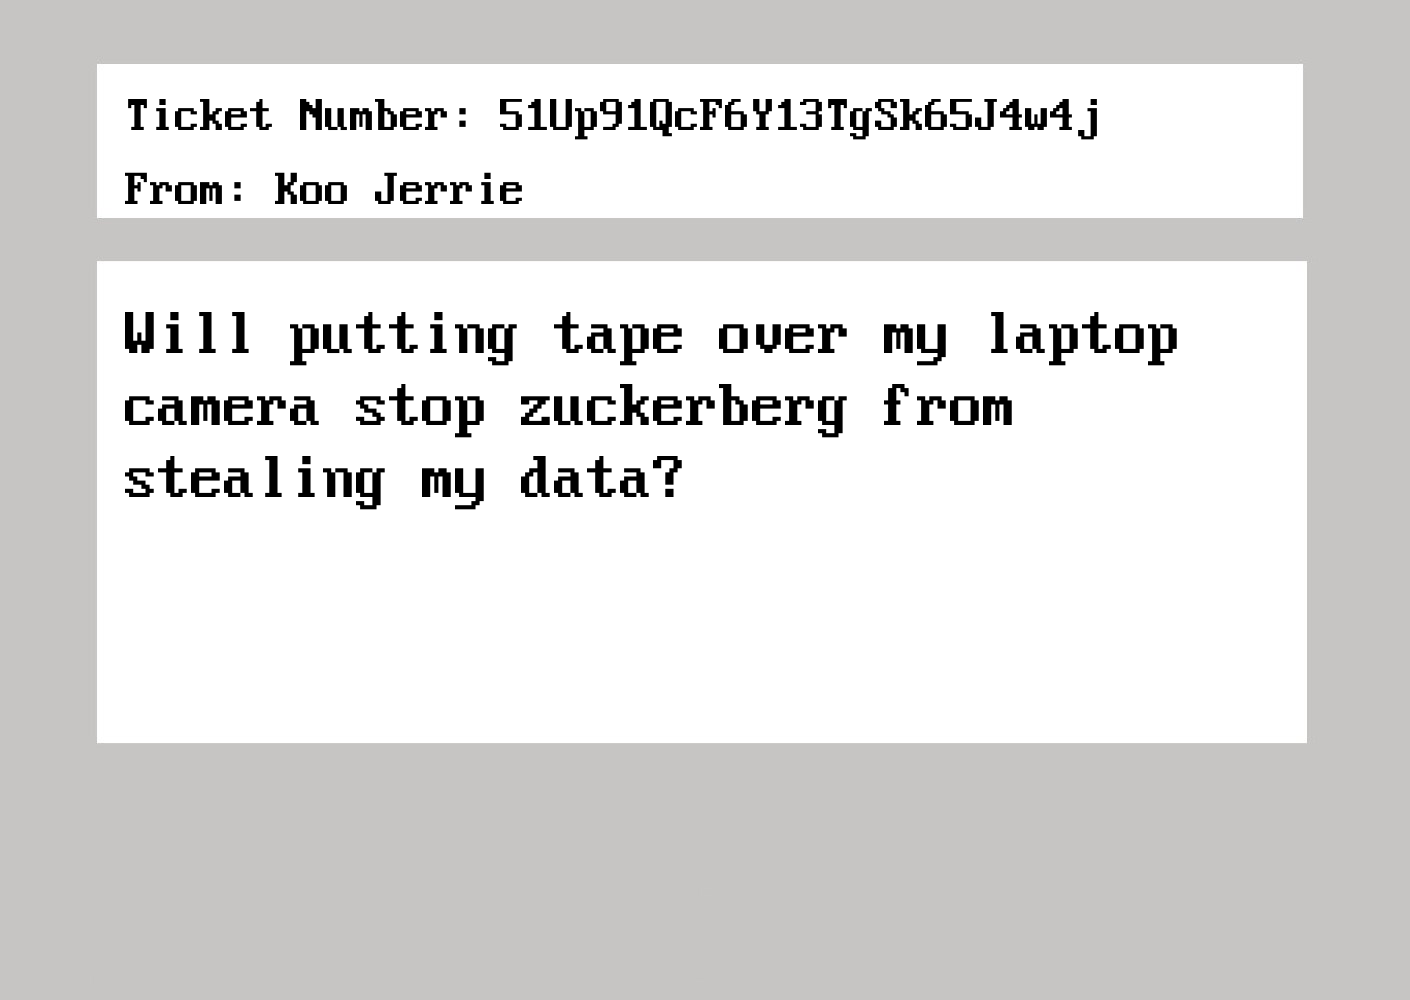 Ticket Number: 51Up91QcF6Y13TgSk65J4w4j
From: Koo Jerrie
Will putting tape over my laptop
camera stop zuckerberg from
stealing my data?